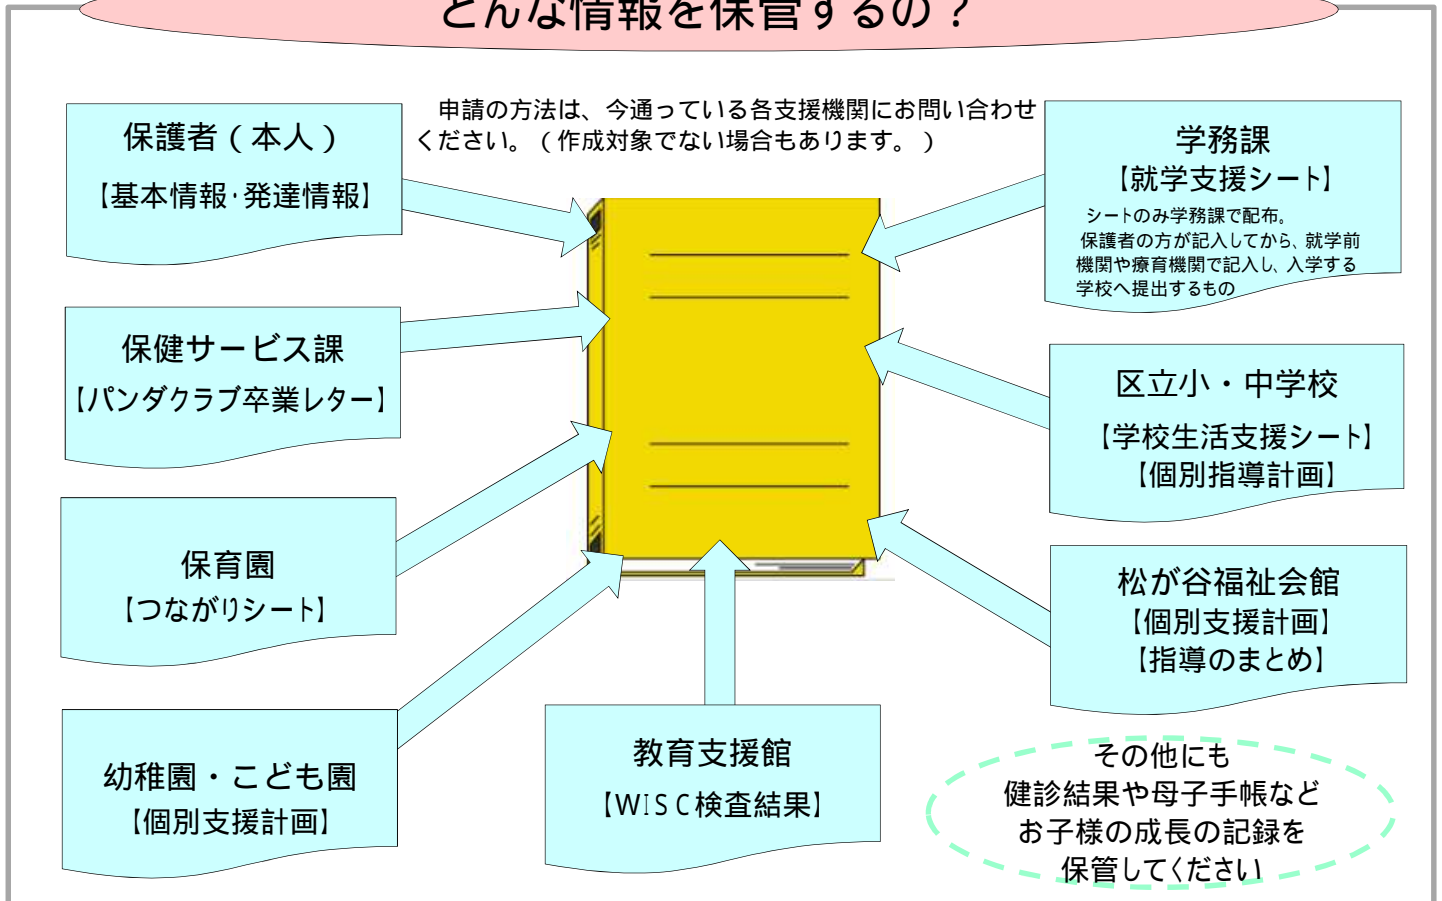 どんな情報を保管するの？
申請の方法は、今通っている各支援機関にお問い合わせ
ください。（作成対象でない場合もあります。）
保護者（本人）
【基本情報・発達情報】
保健サービス課
【パンダクラブ卒業レター】
保育園
【つながりシート】
幼稚園・こども園
【個別支援計画】
教育支援館
【WISC検査結果】
学務課
【就学支援シート】
シートのみ学務課で配布。
保護者の方が記入してから、就学前
機関や療育機関で記入し、入学する
学校へ提出するもの
区立小・中学校
【学校生活支援シート】
【個別指導計画】
松が谷福祉会館
【個別支援計画】
【指導のまとめ】
その他にも
健診結果や母子手帳など
お子様の成長の記録を
保管してください